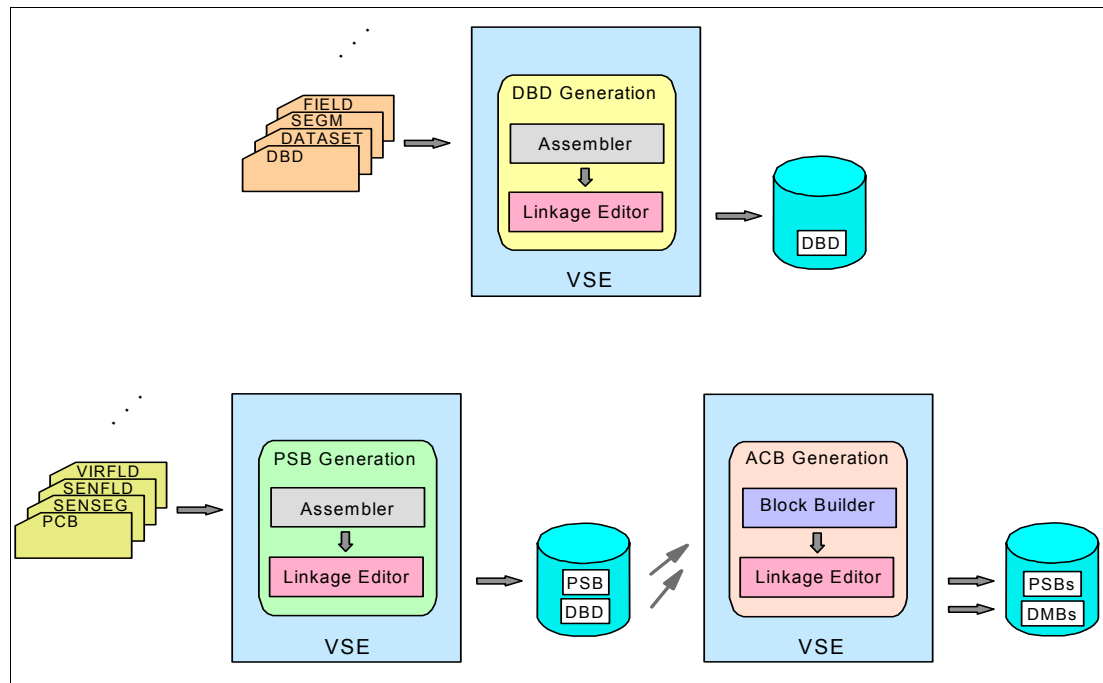 FIELD
SEGM
DATASET
DBD
DBD Generation
Assembler
Linkage Editor
VSE
DBD
VIRFLD
SENFLD
SENSEG
PCB
PSB Generation
Assembler
Linkage Editor
VSE
PSB
DBD
ACB Generation
Block Builder
Linkage Editor
VSE
PSBs
DMBs